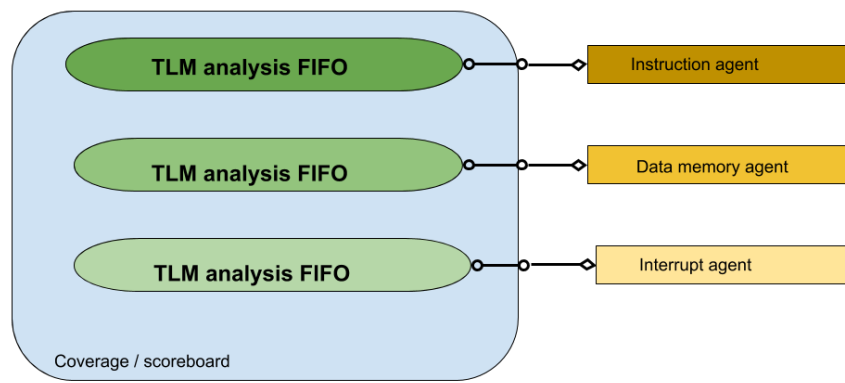 TLM analysis FIFO
Instruction agent
TLM analysis FIFO
Data memory agent
TLM analysis FIFO
Interrupt agent
Coverage / scoreboard